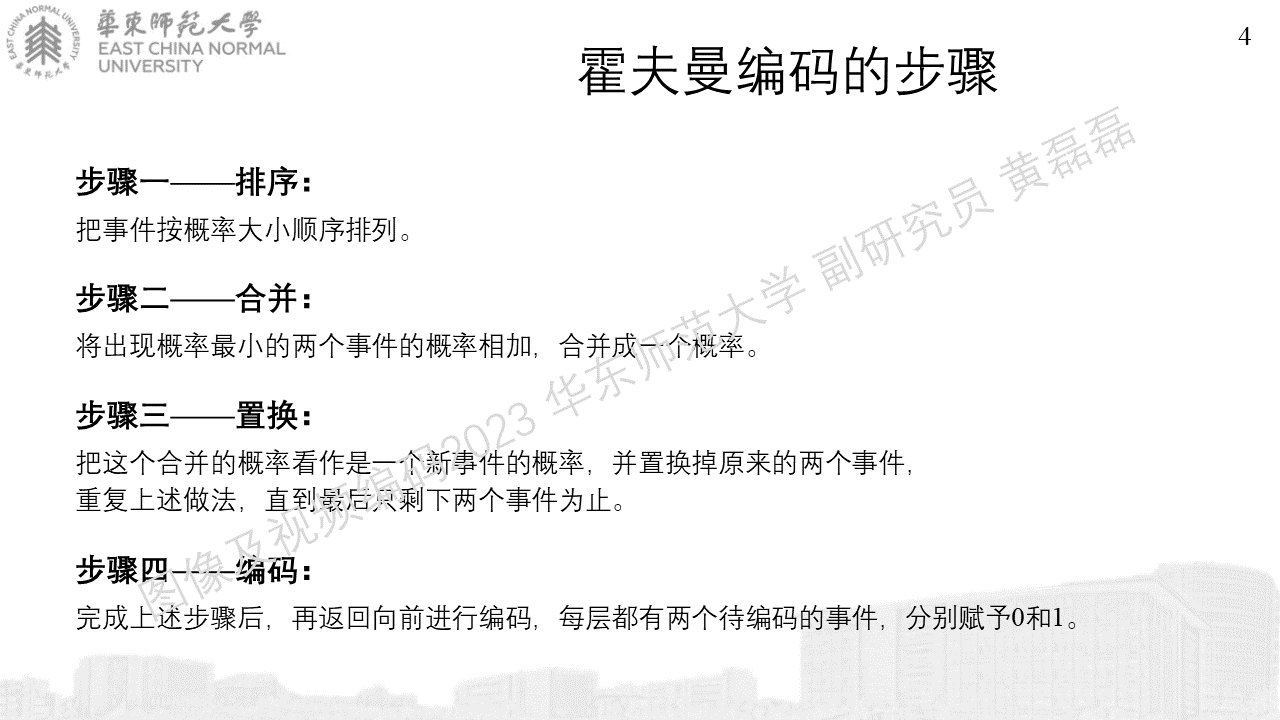 華東師範大學
EAST CHINA NORMAL
UNIVERSITY
EAST CHINA NORMAL UNIVERSITY
華東師范大學
4
霍夫曼编码的步骤
步骤一——排序：
把事件按概率大小顺序排列。
步骤二——合并：
将出现概率最小的两个事件的概率相加，合并成一个概率。
步骤三——置换：
把这个合并的概率看作是一个新事件的概率，并置换掉原来的两个事件，
重复上述做法，直到最后只剩下两个事件为止。
步骤四——编码：
完成上述步骤后，再返回向前进行编码，每层都有两个待编码的事件，分别赋予0和1。
图像及视频编码2023 华东师范大学 副研究员 黄磊磊